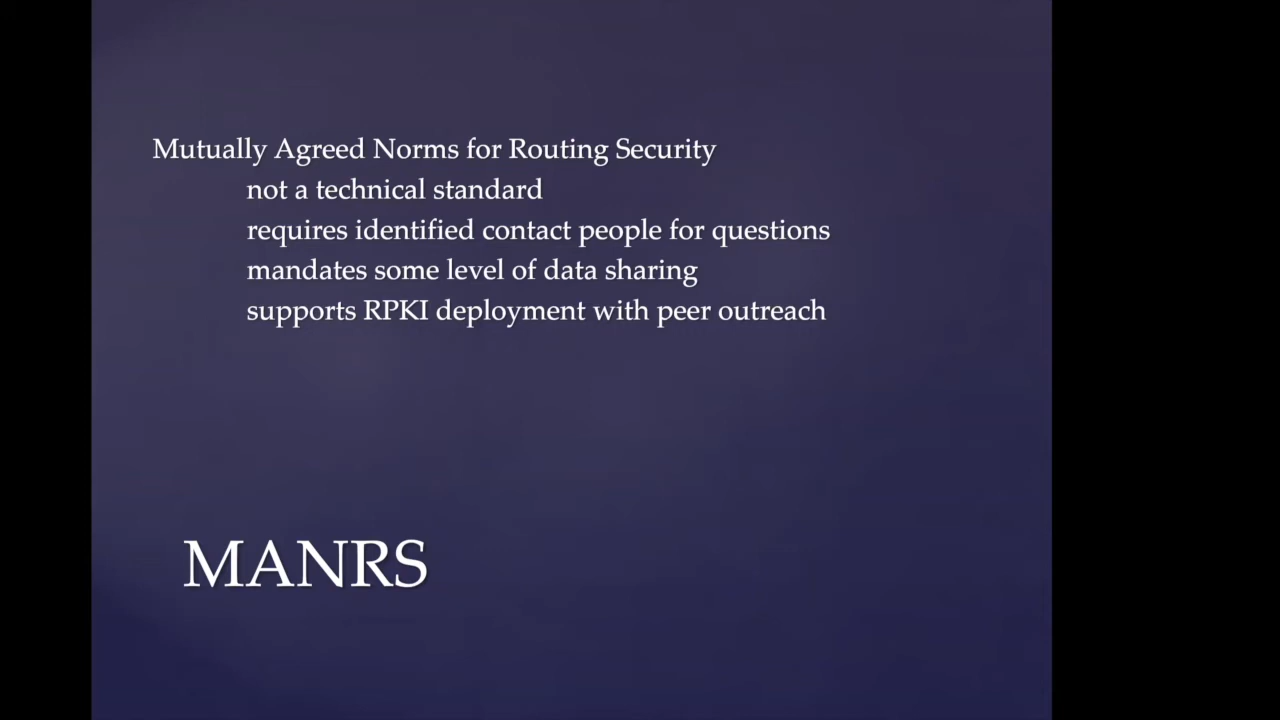 Mutually Agreed Norms for Routing Security
not a technical standard
requires identified contact people for questions
mandates some level of data sharing
supports RPKI deployment with peer outreach
MANRS